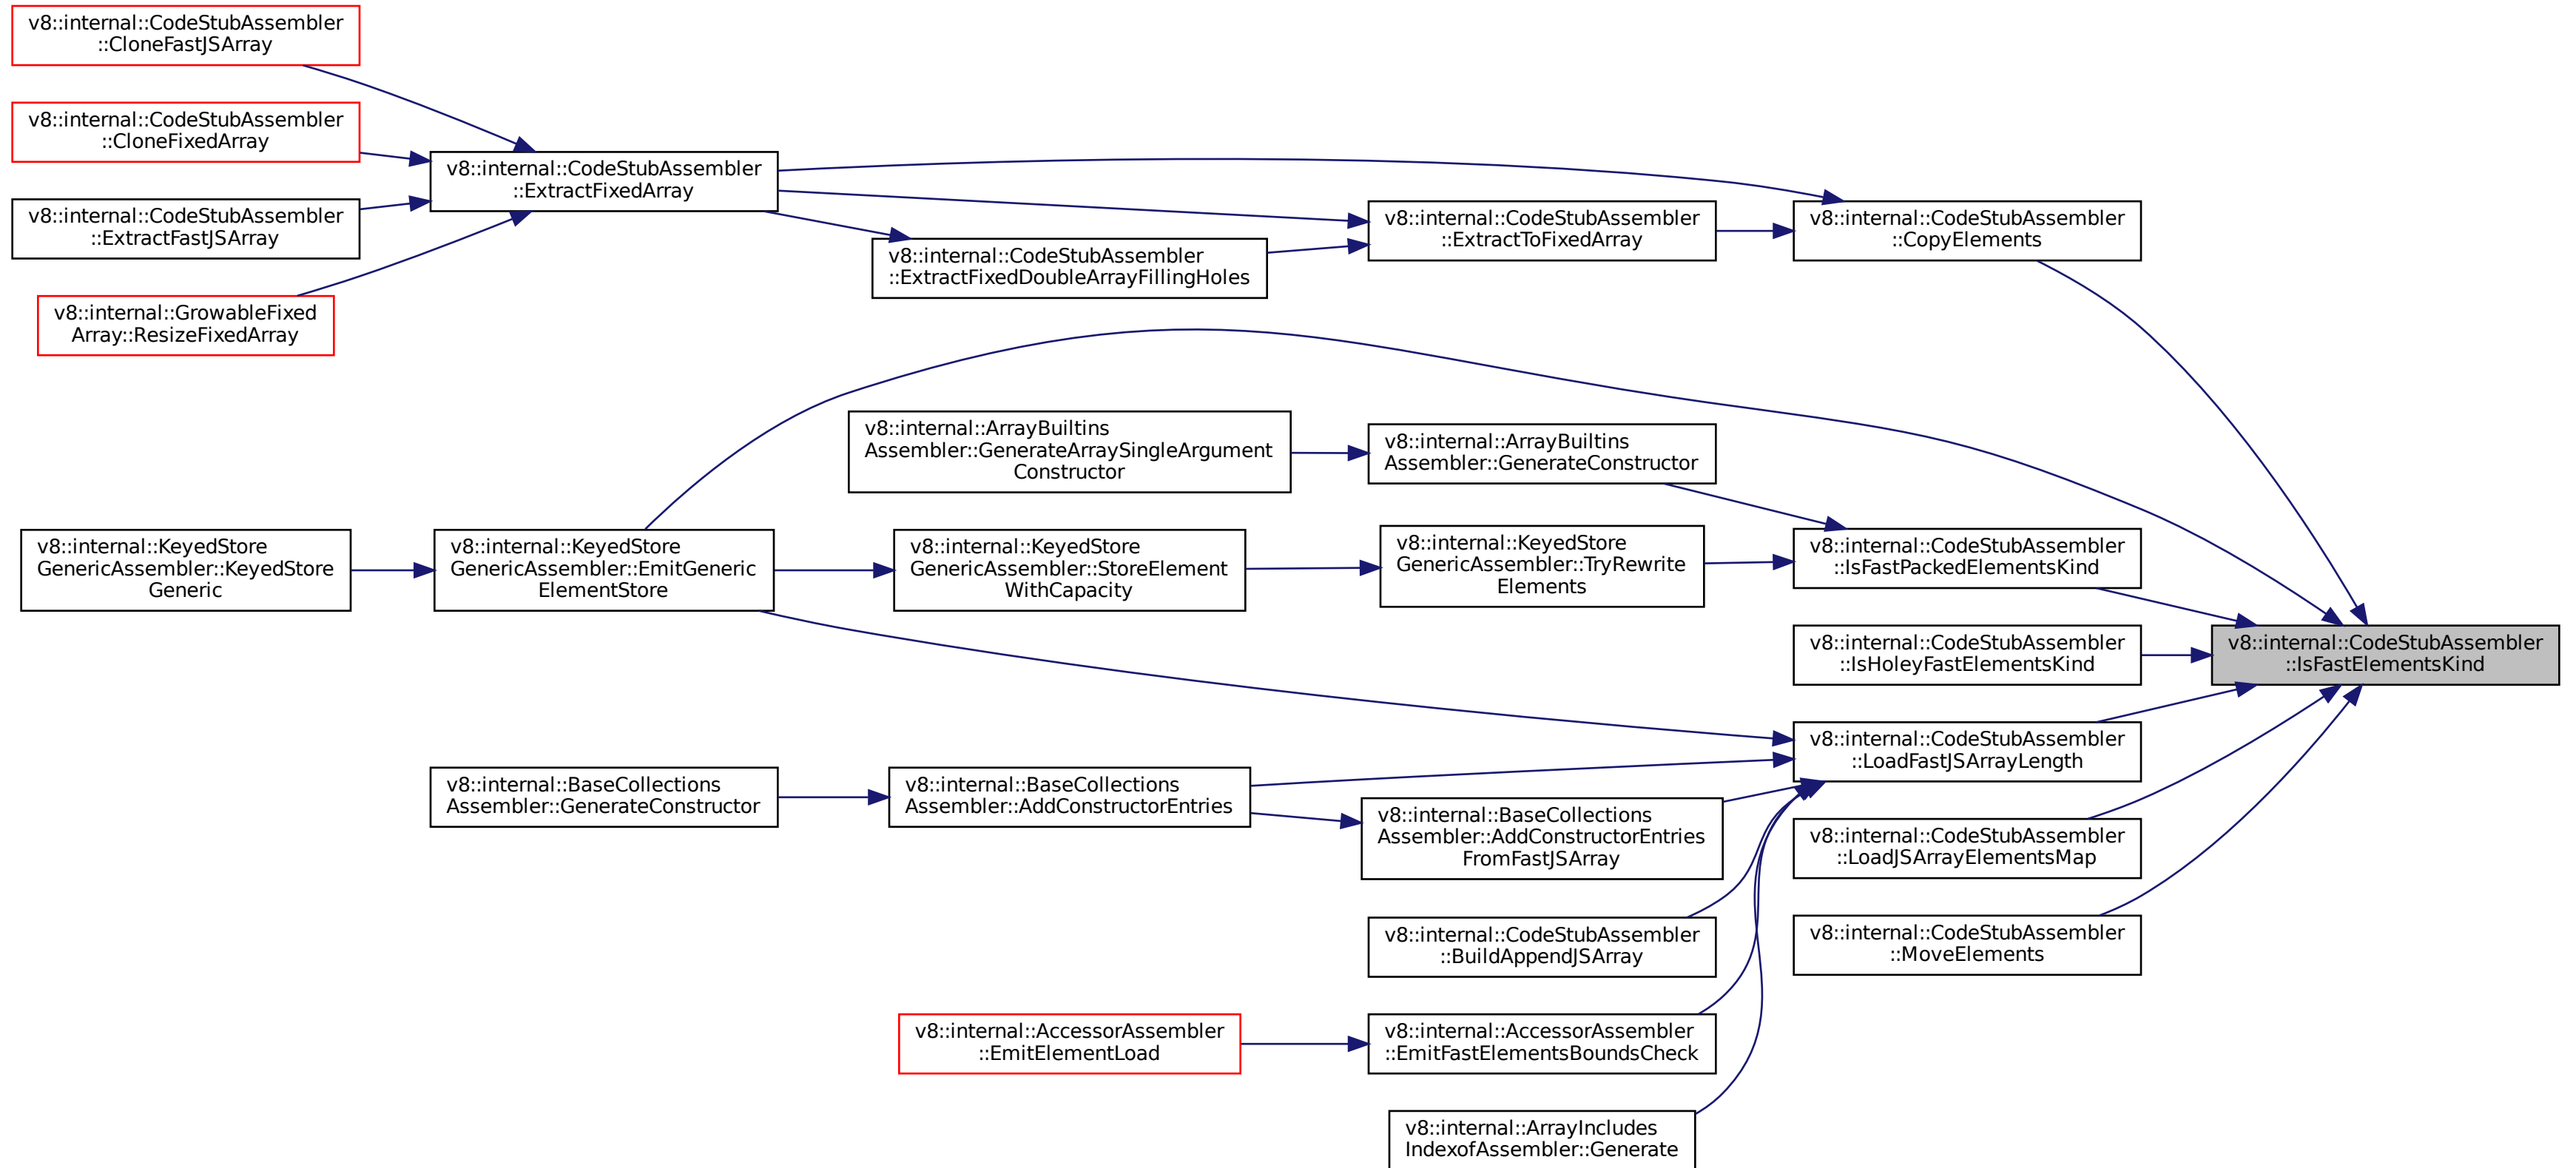 v8::internal::CodeStubAssembler
::CloneFastJSArray
v8::internal::CodeStubAssembler
::CloneFixedArray
v8::internal::CodeStubAssembler
::ExtractFastJSArray
v8::internal::GrowableFixed
Array::ResizeFixedArray
v8::internal::CodeStubAssembler
::ExtractFixedArray
v8::internal::CodeStubAssembler
::ExtractFixedDoubleArrayFillingHoles
v8::internal::CodeStubAssembler
::ExtractToFixedArray
v8::internal::CodeStubAssembler
::CopyElements
v8::internal::ArrayBuiltins
Assembler::GenerateArraySingleArgument
Constructor
v8::internal::ArrayBuiltins
Assembler::GenerateConstructor
v8::internal::KeyedStore
GenericAssembler::KeyedStore
Generic
v8::internal::KeyedStore
GenericAssembler::EmitGeneric
ElementStore
v8::internal::KeyedStore
GenericAssembler::StoreElement
WithCapacity
v8::internal::KeyedStore
GenericAssembler::TryRewrite
Elements
v8::internal::CodeStubAssembler
::IsFastPackedElementsKind
v8::internal::CodeStubAssembler
::IsHoleyFastElementsKind
v8::internal::CodeStubAssembler
::IsFastElementsKind
v8::internal::CodeStubAssembler
::LoadFastJSArrayLength
v8::internal::BaseCollections
Assembler::GenerateConstructor
v8::internal::BaseCollections
Assembler::AddConstructorEntries
v8::internal::BaseCollections
Assembler::AddConstructorEntries
FromFastJSArray
v8::internal::CodeStubAssembler
::LoadJSArrayElementsMap
v8::internal::CodeStubAssembler
::BuildAppendJSArray
v8::internal::CodeStubAssembler
::MoveElements
v8::internal::AccessorAssembler
::EmitElementLoad
v8::internal::AccessorAssembler
::EmitFastElementsBoundsCheck
v8::internal::ArrayIncludes
IndexofAssembler::Generate